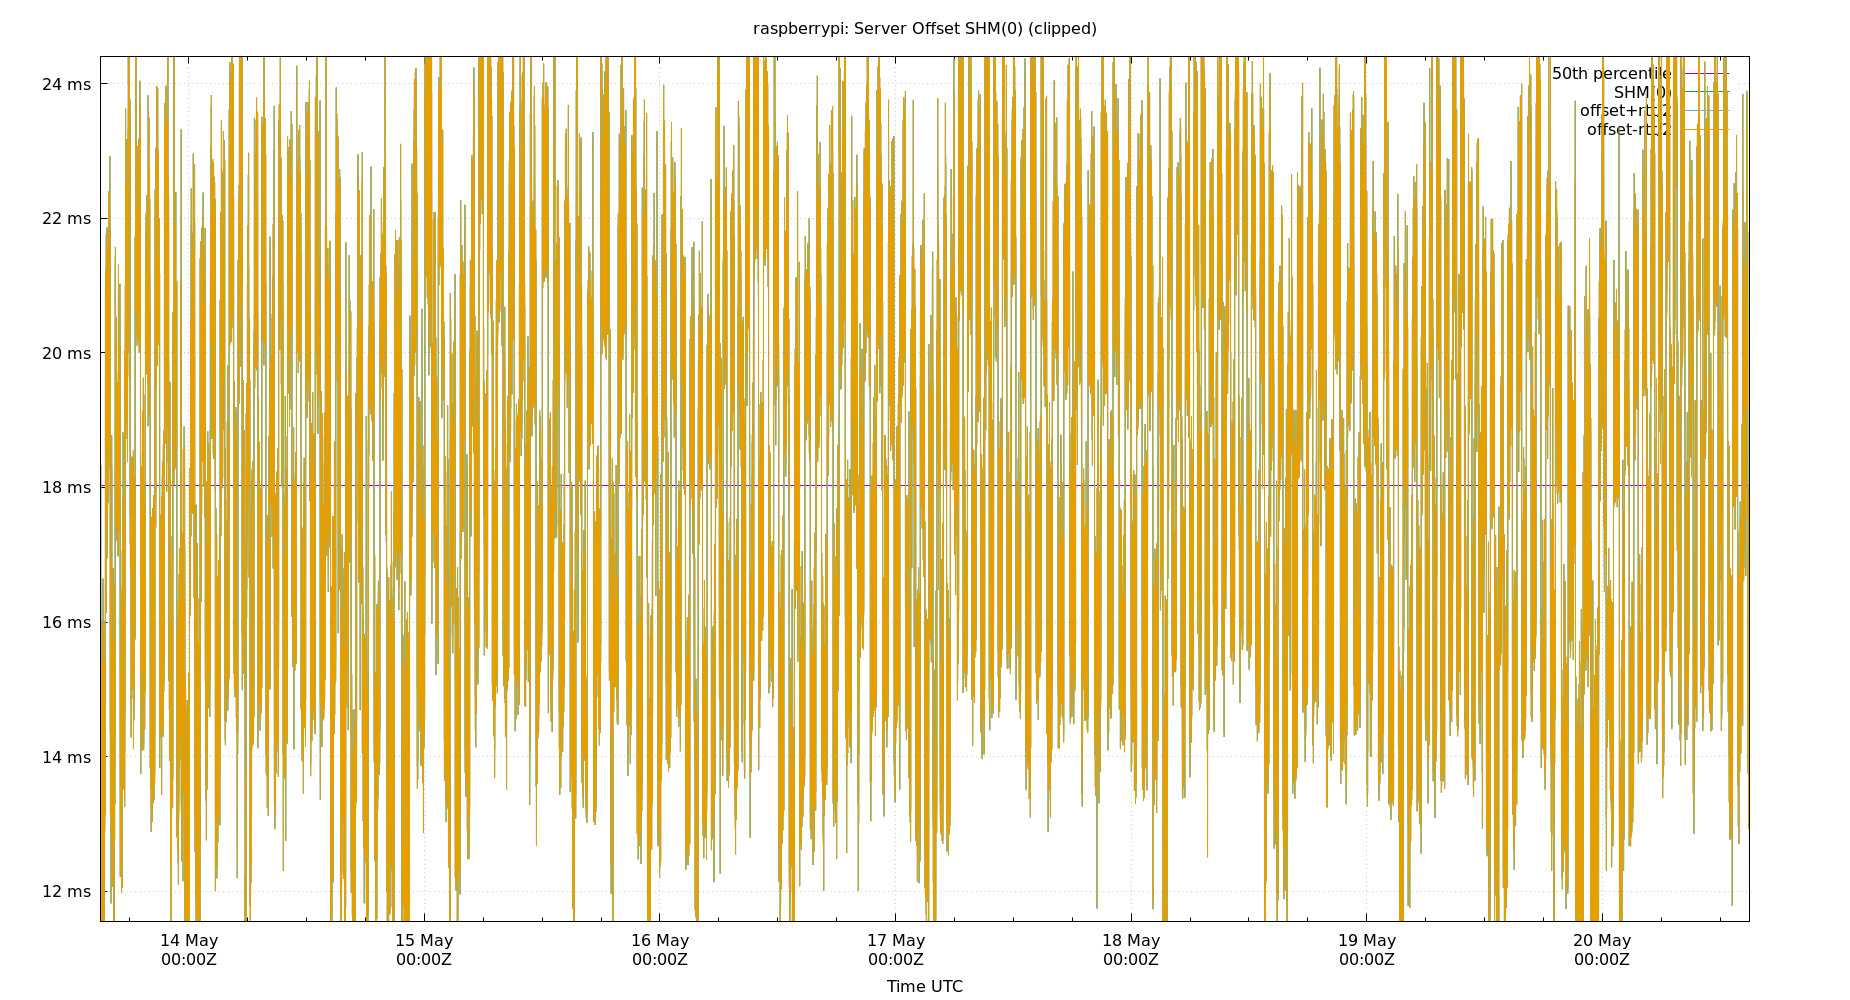 raspberrypi: Server Offset SHM(0) (clipped)
50th percentile
SHM(0)
offset+rtt/2
offset-rtt/2
24 ms
22 ms
20 ms
18 ms
16 ms
14 ms
12 ms
14 May 15 May 16 May 17 May 18 May 19 May 20 May
00:00Z 00:00Z 00:00Z 00:00Z 00:00Z 00:00Z 00:00Z
Time UTC